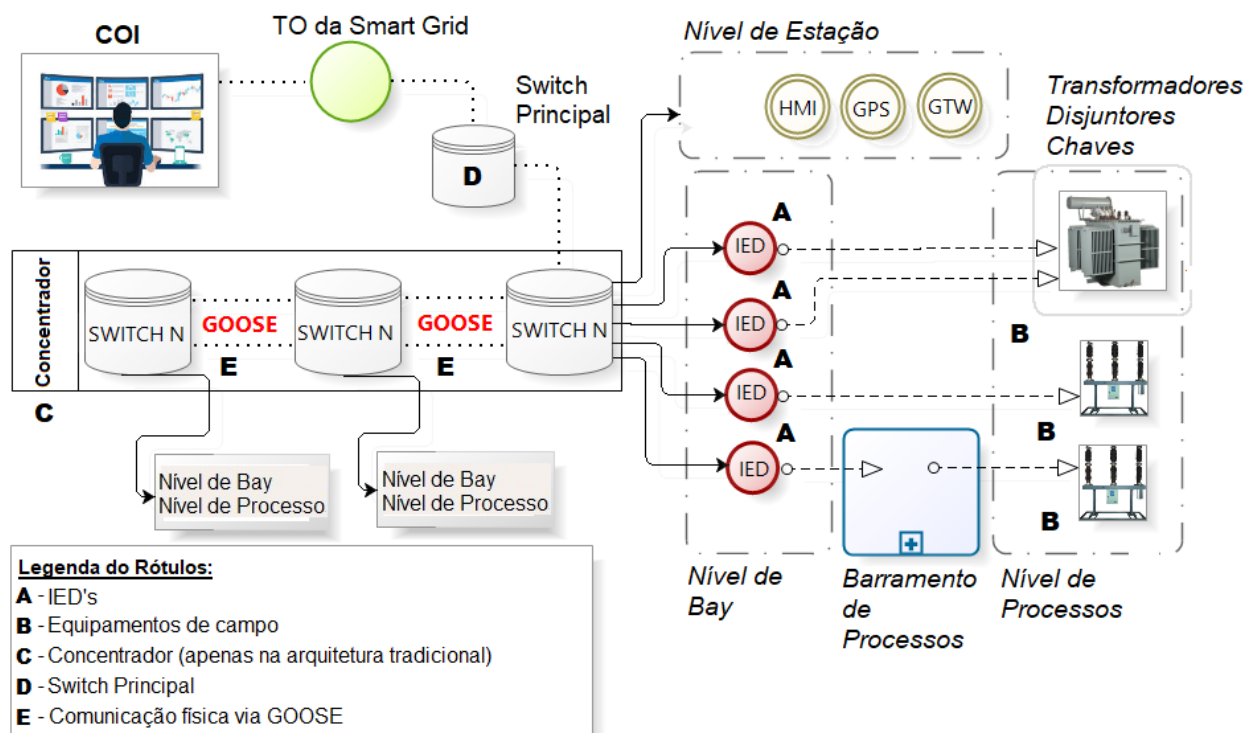 COI
TO da Smart Grid
Switch
Principal
D
Nível de Estação
HMI
GPS
GTW
Transformadores
Disjuntores
Chaves
Concentrador
C
SWITCH N
GOOSE
E
SWITCH N
GOOSE
E
SWITCH N
Nível de Bay
Nível de Processo
Nível de Bay
Nível de Processo
A
IED
A
IED
A
IED
A
IED
B
B
B
Nível de
Bay
Barramento
de
Processos
Nível de
Processos
Legenda do Rótulos:
A - IED's
B - Equipamentos de campo
C - Concentrador (apenas na arquitetura tradicional)
D - Switch Principal
E - Comunicação física via GOOSE